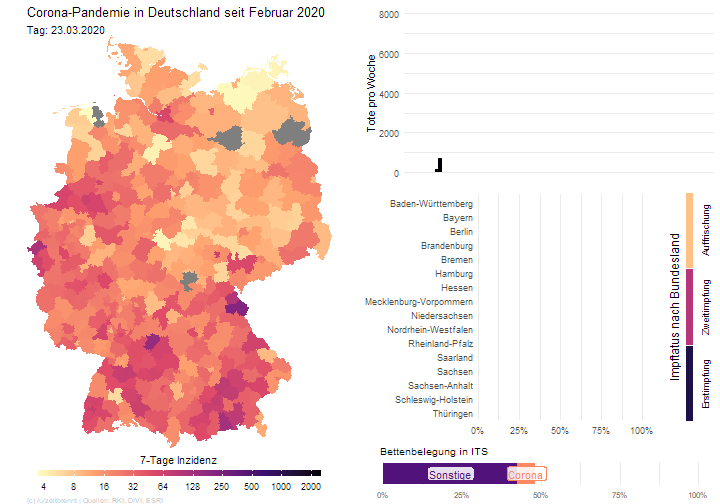 Corona-Pandemie in Deutschland seit Februar 2020
Tag: 23.03.2020
7-Tage Inzidenz
4 8 16 32 64 120 250 500 1000 2000
(c) /u/zeitbremit | Quellen: RKI, DIVI, ESRI
Tote pro Woche
8000
6000
4000
2000
0
Impfstatus nach Bundesland
Baden-Württemberg
Bayern
Berlin
Brandenburg
Bremen
Hamburg
Hessen
Mecklenburg-Vorpommern
Niedersachsen
Nordrhein-Westfalen
Rheinland-Pfalz
Saarland
Sachsen
Sachsen-Anhalt
Schleswig-Holstein
Thüringen
0% 25% 50% 75% 100%
Auffrischung
Zweitimpfung
Erstimpfung
Bettenbelegung in ITS
Sonstige Corona
0% 25% 50% 75% 100%